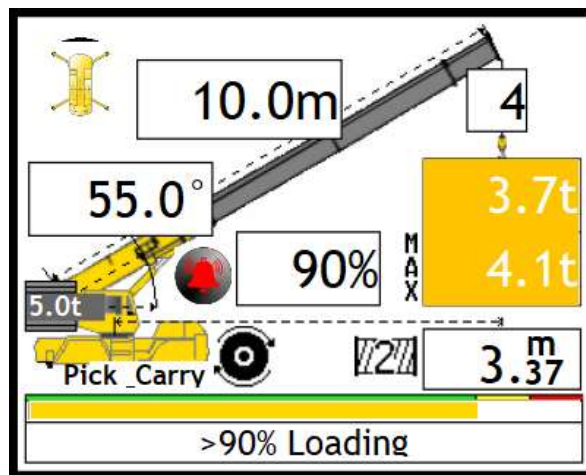 10.0m
4
55.0°
3.7t
90%
MAX
4.1t
5.0t
Pick _Carry
2
3.37 m
>90% Loading